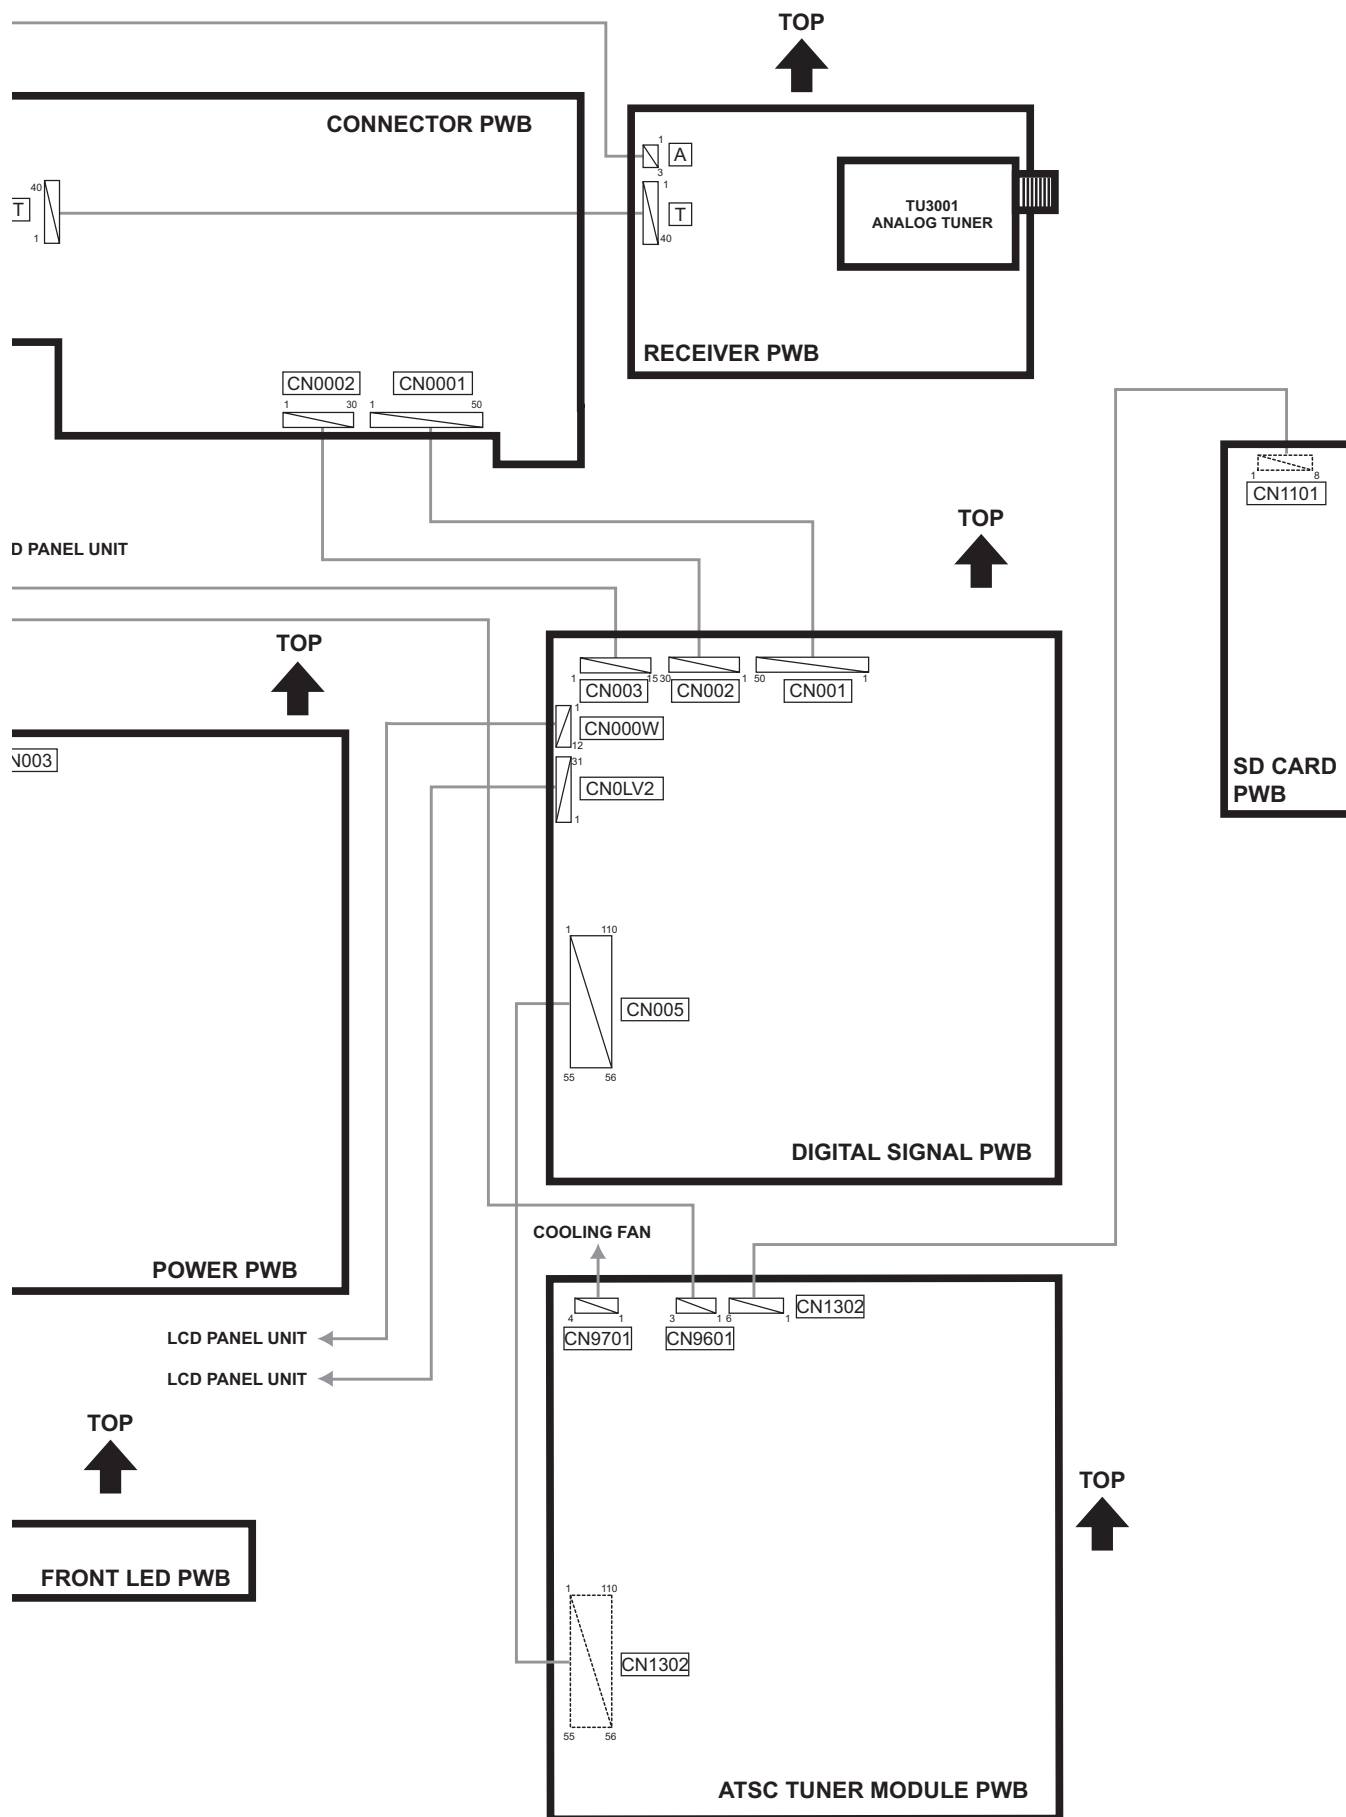 TOP
CONNECTOR PWB
1
A
3
40
T
1
1
T
40
TU3001
ANALOG TUNER
RECEIVER PWB
CN0002
CN0001
1 30
1 50
1 8
CN1101
TOP
D PANEL UNIT
TOP
1 15
30 1
50 1
CN003
CN002
CN001
1
CN000W
12
31
CN0LV2
1
N003
SD CARD
PWB
1 110
CN005
55 56
DIGITAL SIGNAL PWB
COOLING FAN
POWER PWB
4 1
3 1
6 1
CN1302
CN9701
CN9601
LCD PANEL UNIT
LCD PANEL UNIT
TOP
TOP
FRONT LED PWB
1 110
CN1302
55 56
ATSC TUNER MODULE PWB